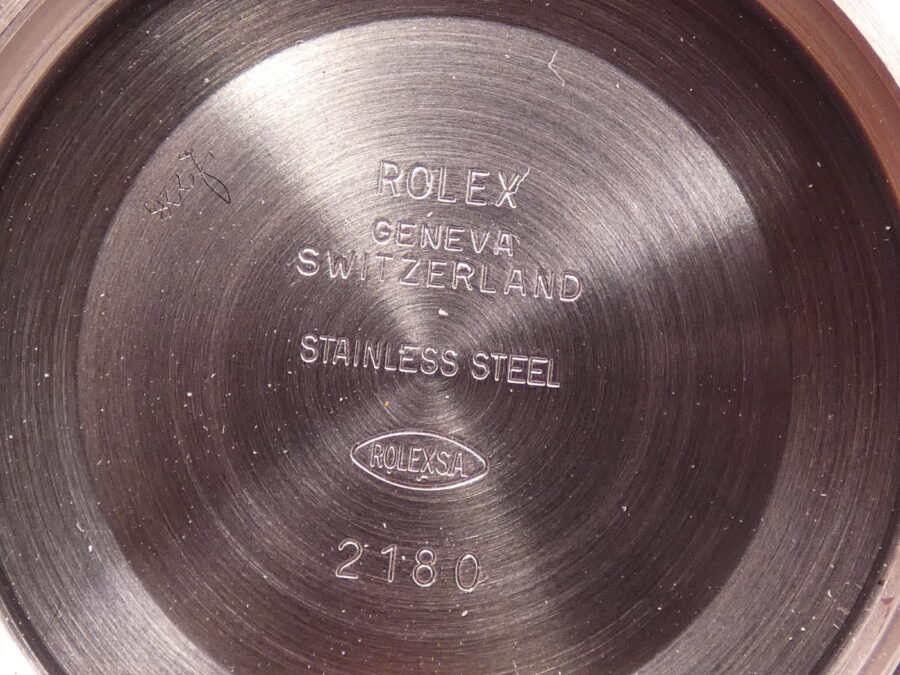 ROLEX
GENEVA
SWITZERLAND
STAINLESS STEEL
ROLEXSA
2180